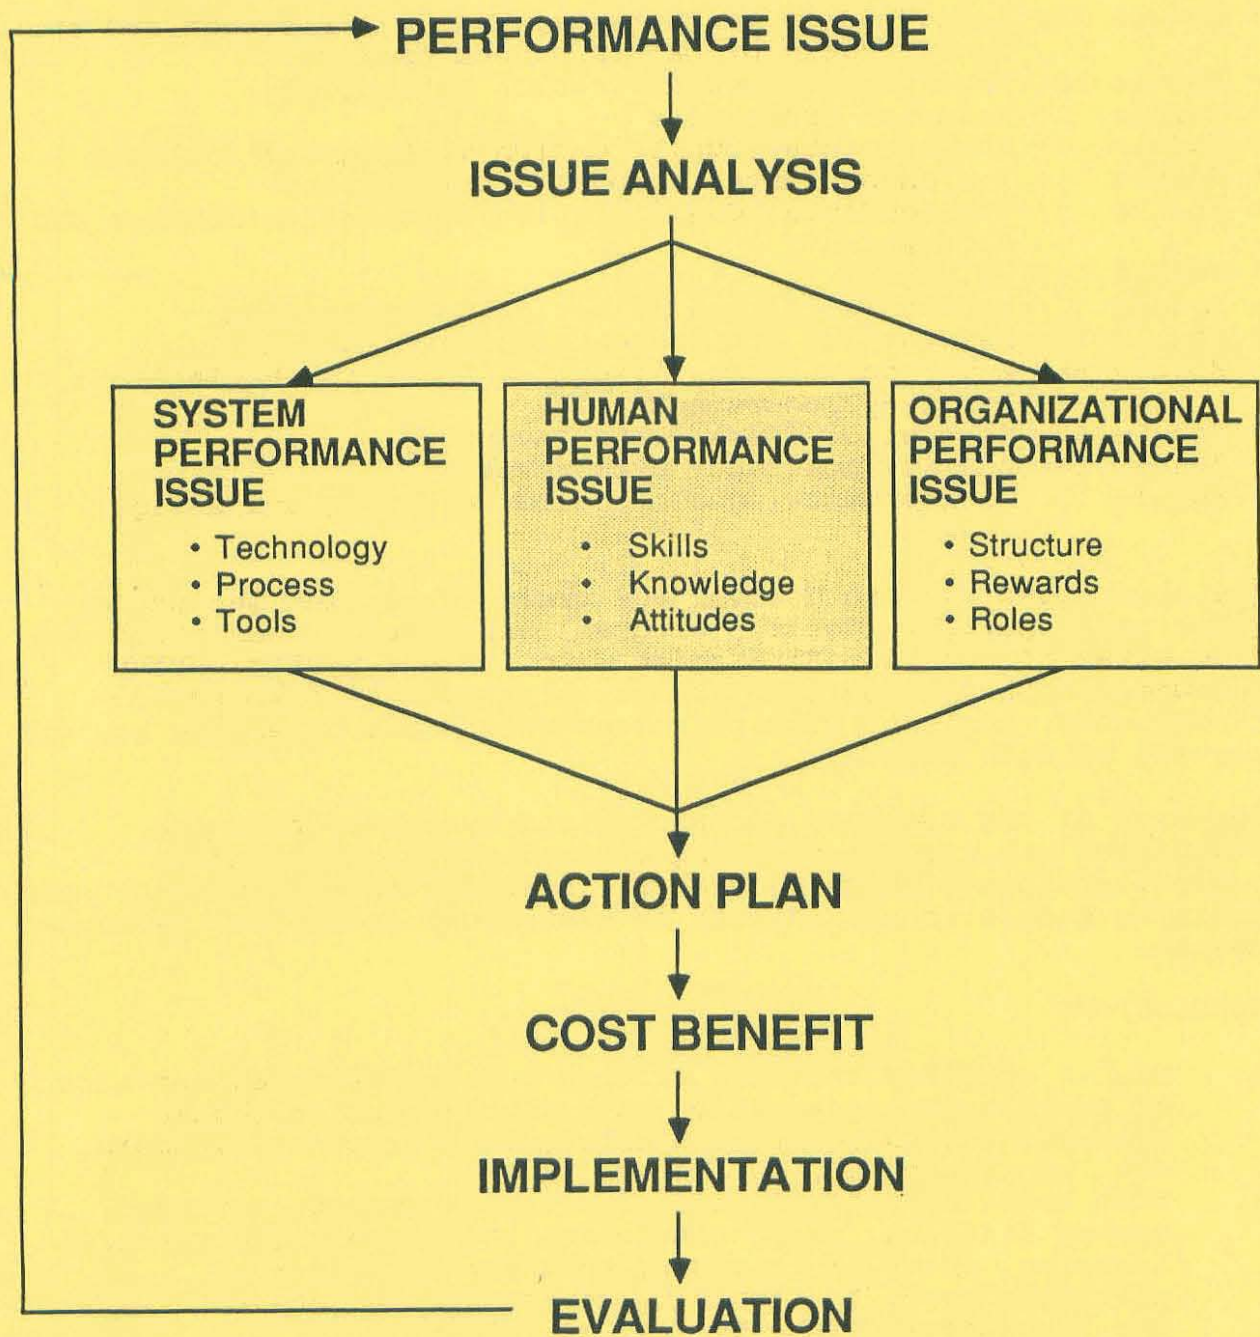 PERFORMANCE ISSUE
ISSUE ANALYSIS
SYSTEM
PERFORMANCE
ISSUE
• Technology
• Process
• Tools
HUMAN
PERFORMANCE
ISSUE
• Skills
• Knowledge
• Attitudes
ORGANIZATIONAL
PERFORMANCE
ISSUE
• Structure
• Rewards
• Roles
ACTION PLAN
COST BENEFIT
IMPLEMENTATION
EVALUATION